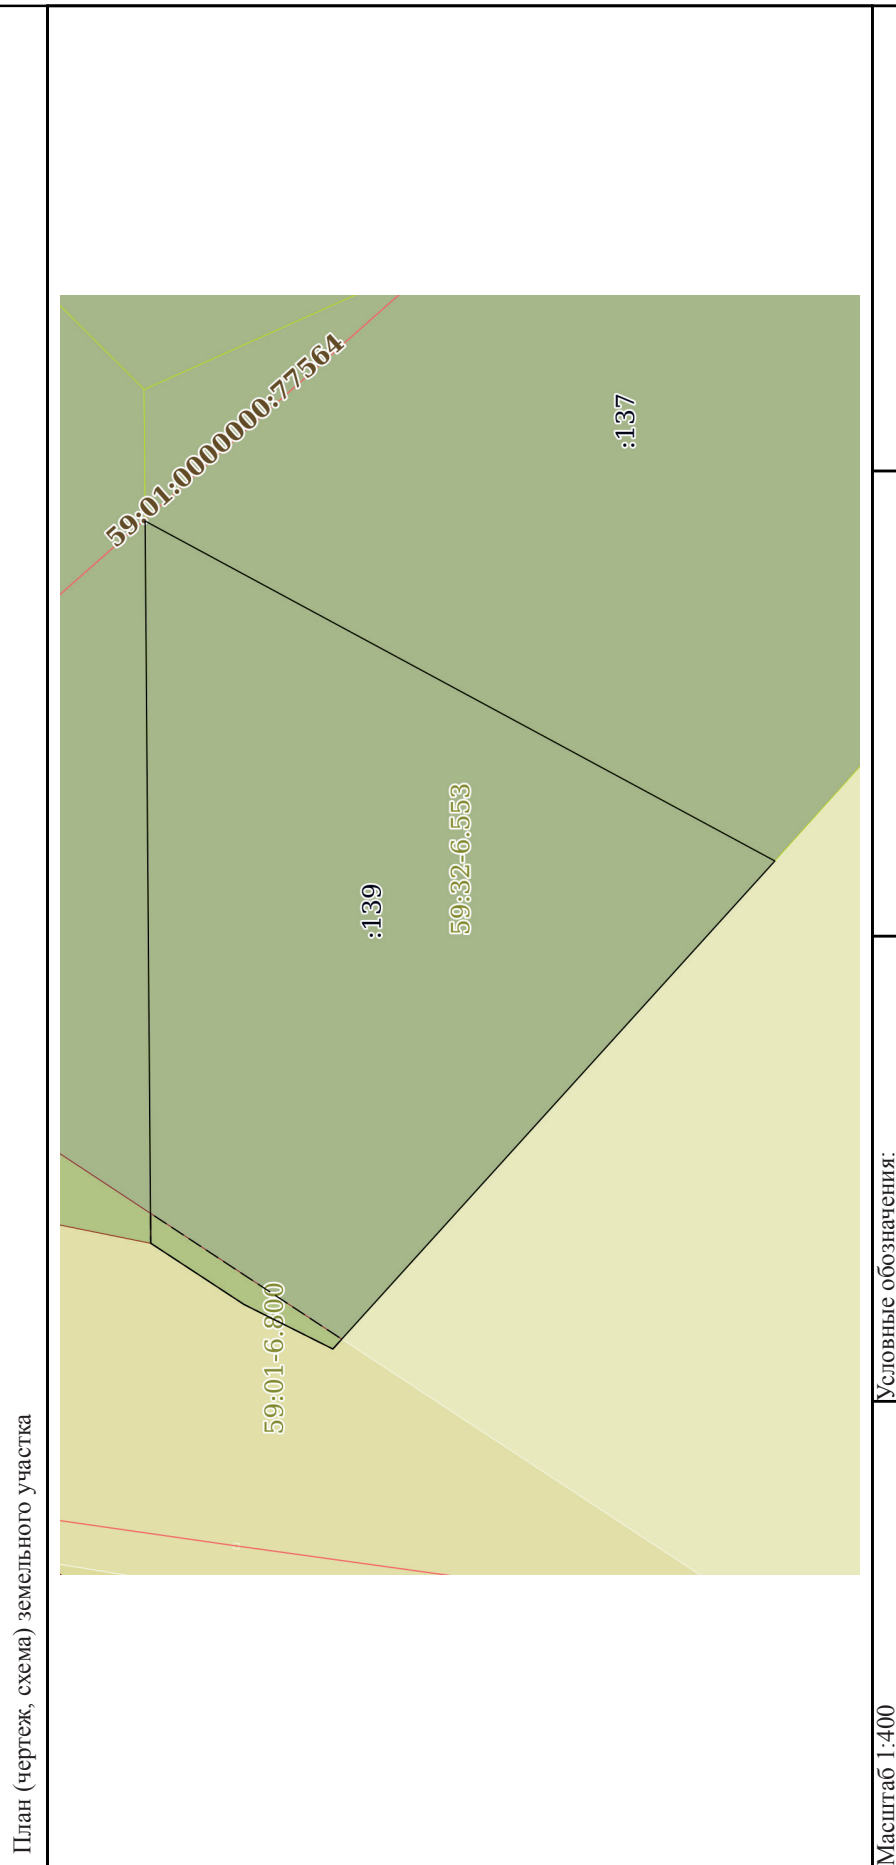 План (чертеж, схема) земельного участка
59:01-6.800
:139
59:32-6.553
59:01:0000000:77564
:137
Масштаб 1:400
Условные обозначения: